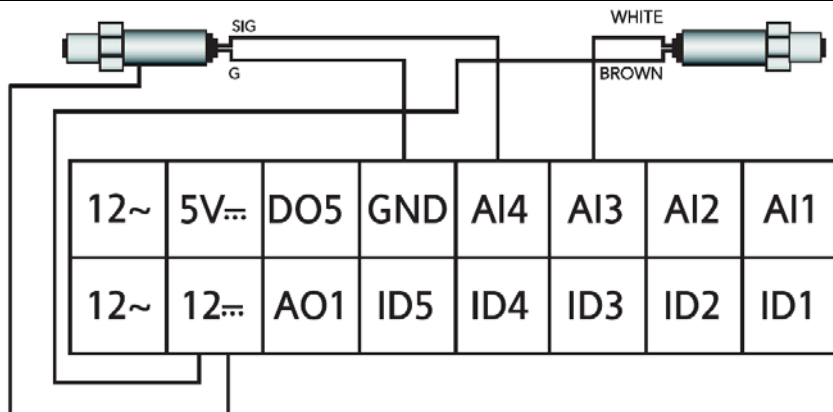 SIG
WHITE
G
BROWN
12~ 5V⎓ DO5 GND AI4 AI3 AI2 AI1
12~ 12⎓ AO1 ID5 ID4 ID3 ID2 ID1